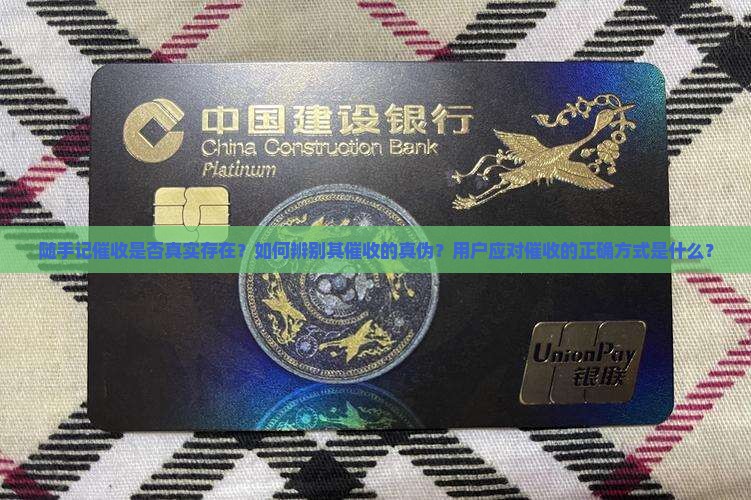 中国建设银行
China Construction Bank
Platinum
随手记催收是否真实存在？如何辨别其催收的真伪？用户应对催收的正确方式是什么？
UnionPay
银联